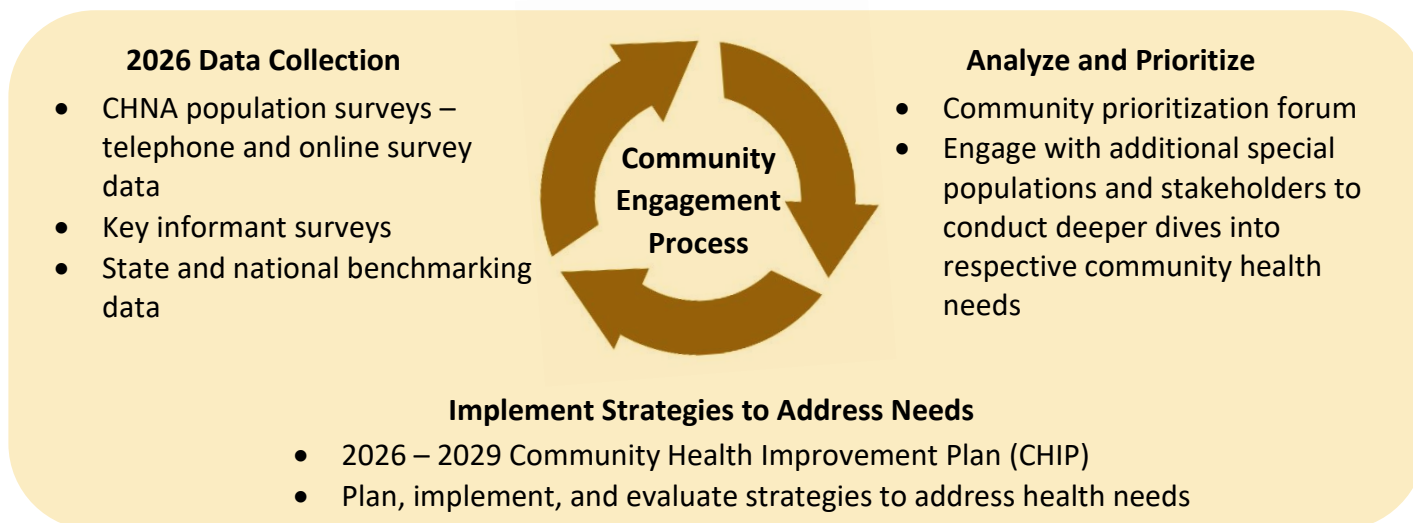 2026 Data Collection
• CHNA population surveys –
telephone and online survey
data
• Key informant surveys
• State and national benchmarking
data
Community
Engagement
Process
Analyze and Prioritize
• Community prioritization forum
• Engage with additional special
populations and stakeholders to
conduct deeper dives into
respective community health
needs
Implement Strategies to Address Needs
• 2026 – 2029 Community Health Improvement Plan (CHIP)
• Plan, implement, and evaluate strategies to address health needs